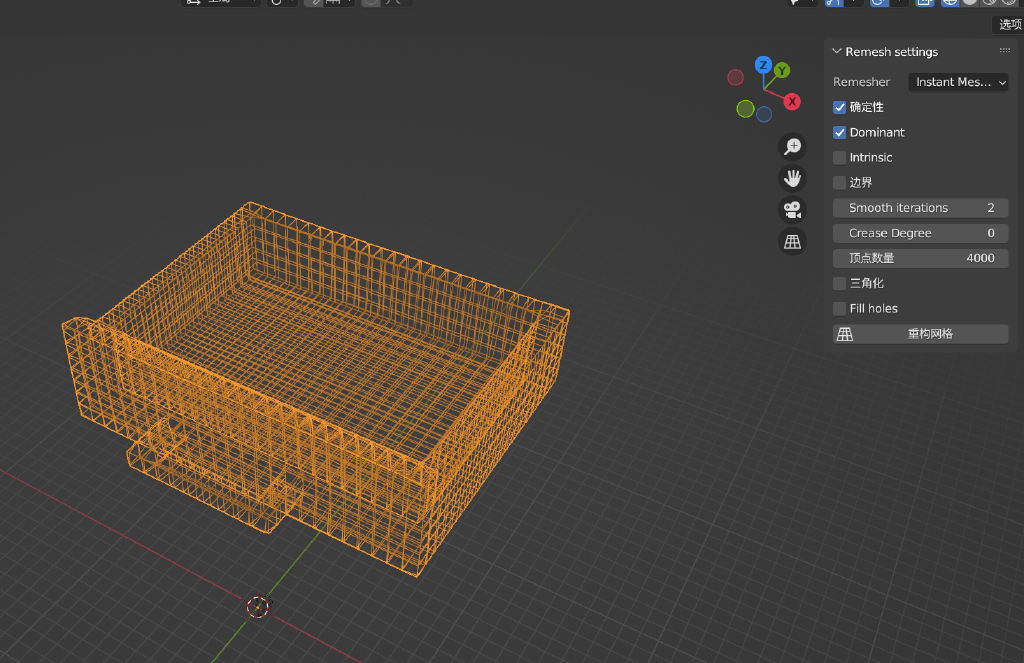 选项
Remesh settings
Remesher Instant Mes...
确定性
Dominant
Intrinsic
边界
Smooth iterations 2
Crease Degree 0
顶点数量 4000
三角化
Fill holes
重构网格
Z
Y
X